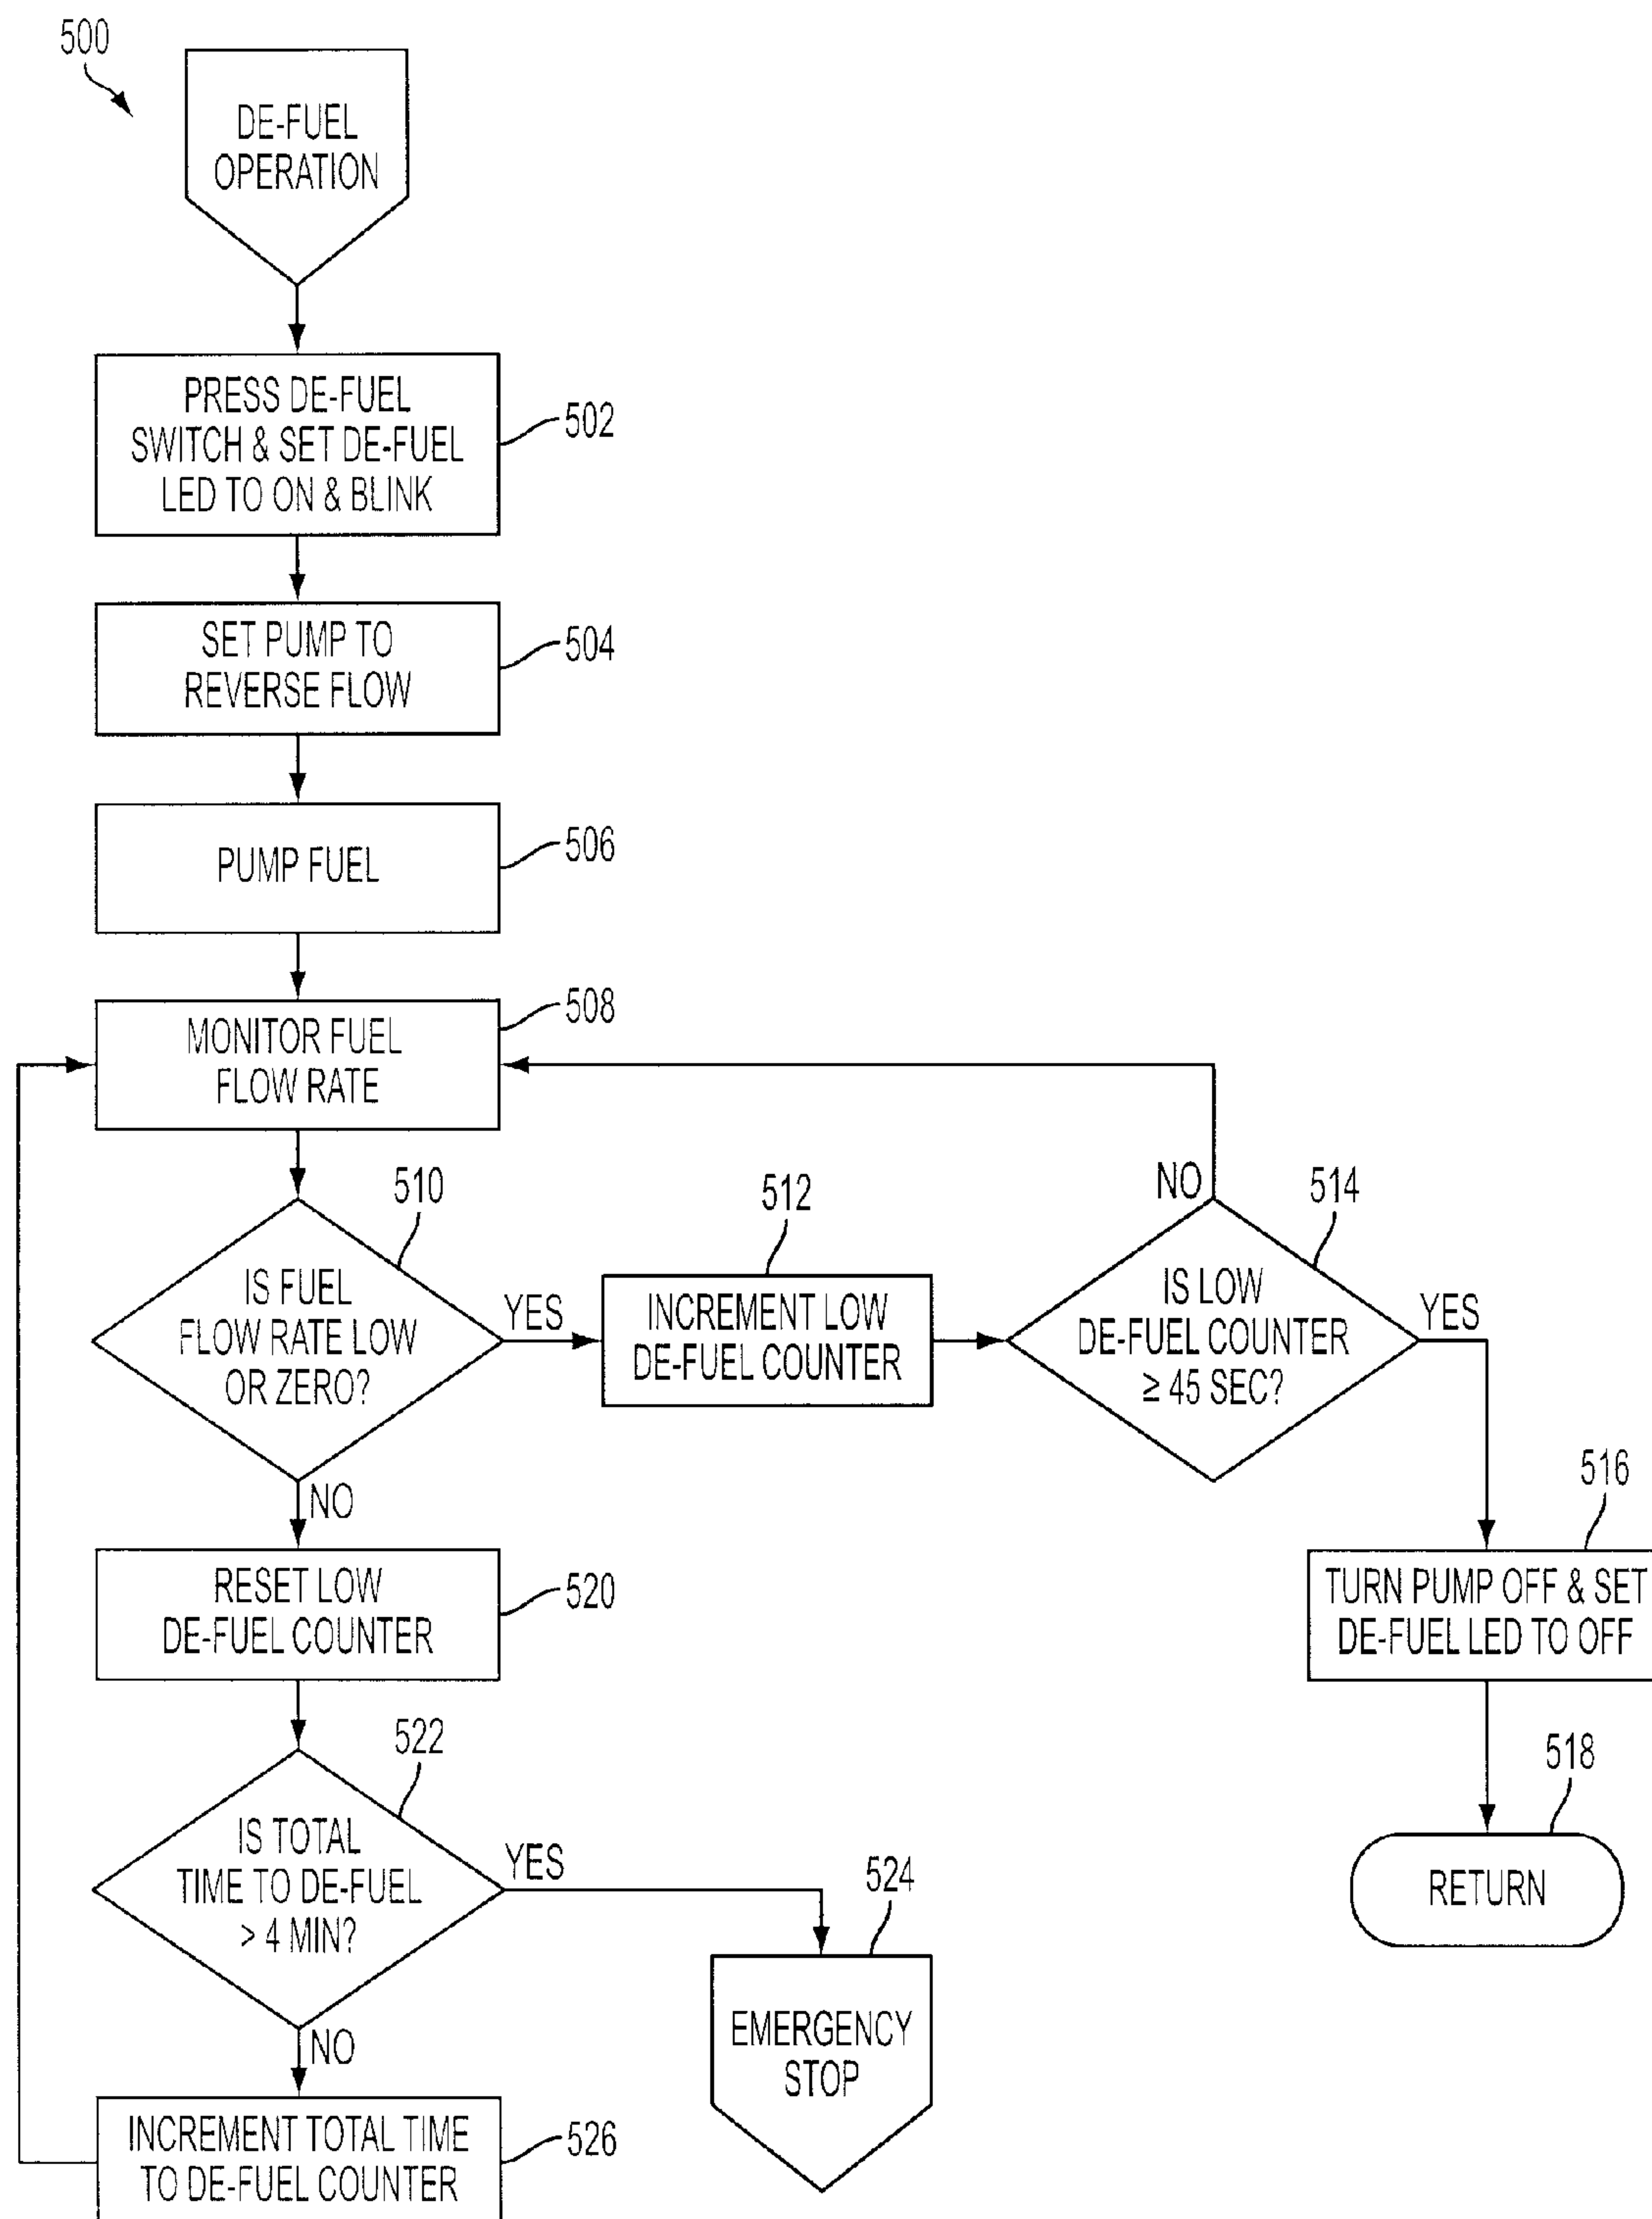 500
DE-FUEL
OPERATION
PRESS DE-FUEL
SWITCH & SET DE-FUEL
LED TO ON & BLINK
502
SET PUMP TO
REVERSE FLOW
504
PUMP FUEL
506
MONITOR FUEL
FLOW RATE
508
IS FUEL
FLOW RATE LOW
OR ZERO?
510
YES
INCREMENT LOW
DE-FUEL COUNTER
512
IS LOW
DE-FUEL COUNTER
≥ 45 SEC?
514
NO
YES
TURN PUMP OFF & SET
DE-FUEL LED TO OFF
516
RETURN
518
NO
RESET LOW
DE-FUEL COUNTER
520
IS TOTAL
TIME TO DE-FUEL
> 4 MIN?
522
YES
EMERGENCY
STOP
524
NO
INCREMENT TOTAL TIME
TO DE-FUEL COUNTER
526